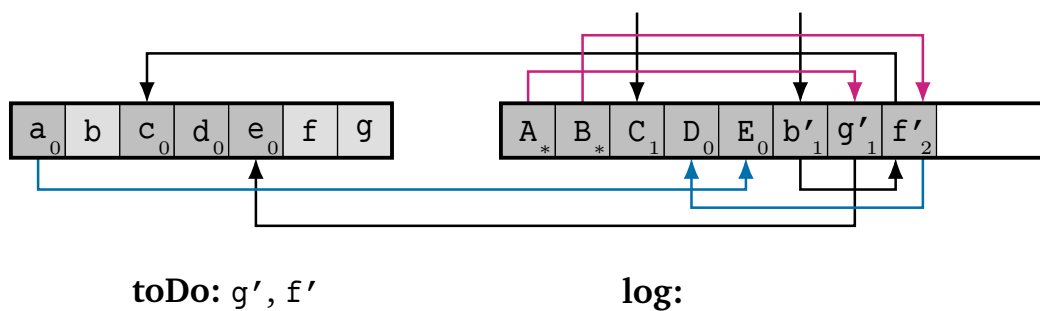 a₀ b c₀ d₀ e₀ f g A* B* C₁ D₀ E₀ b′₁ g′₁ f′₂
toDo: g′, f′ log: